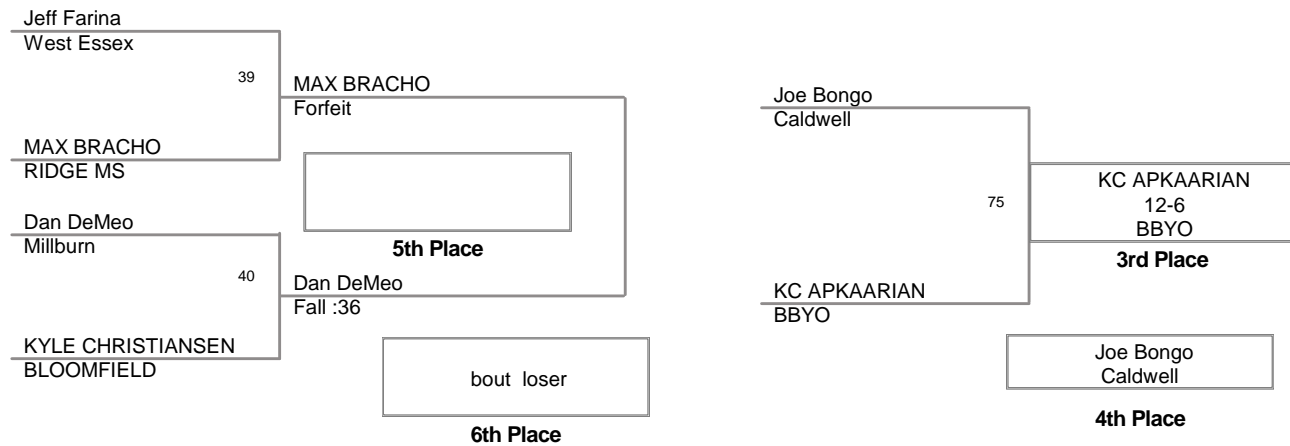 Jeff Farina
West Essex
39
MAX BRACHO
Forfeit
MAX BRACHO
RIDGE MS
5th Place
Dan DeMeo
Millburn
40
Dan DeMeo
Fall :36
KYLE CHRISTIANSEN
BLOOMFIELD
bout loser
6th Place
Joe Bongo
Caldwell
75
KC APKAARIAN
12-6
BBYO
3rd Place
KC APKAARIAN
BBYO
Joe Bongo
Caldwell
4th Place